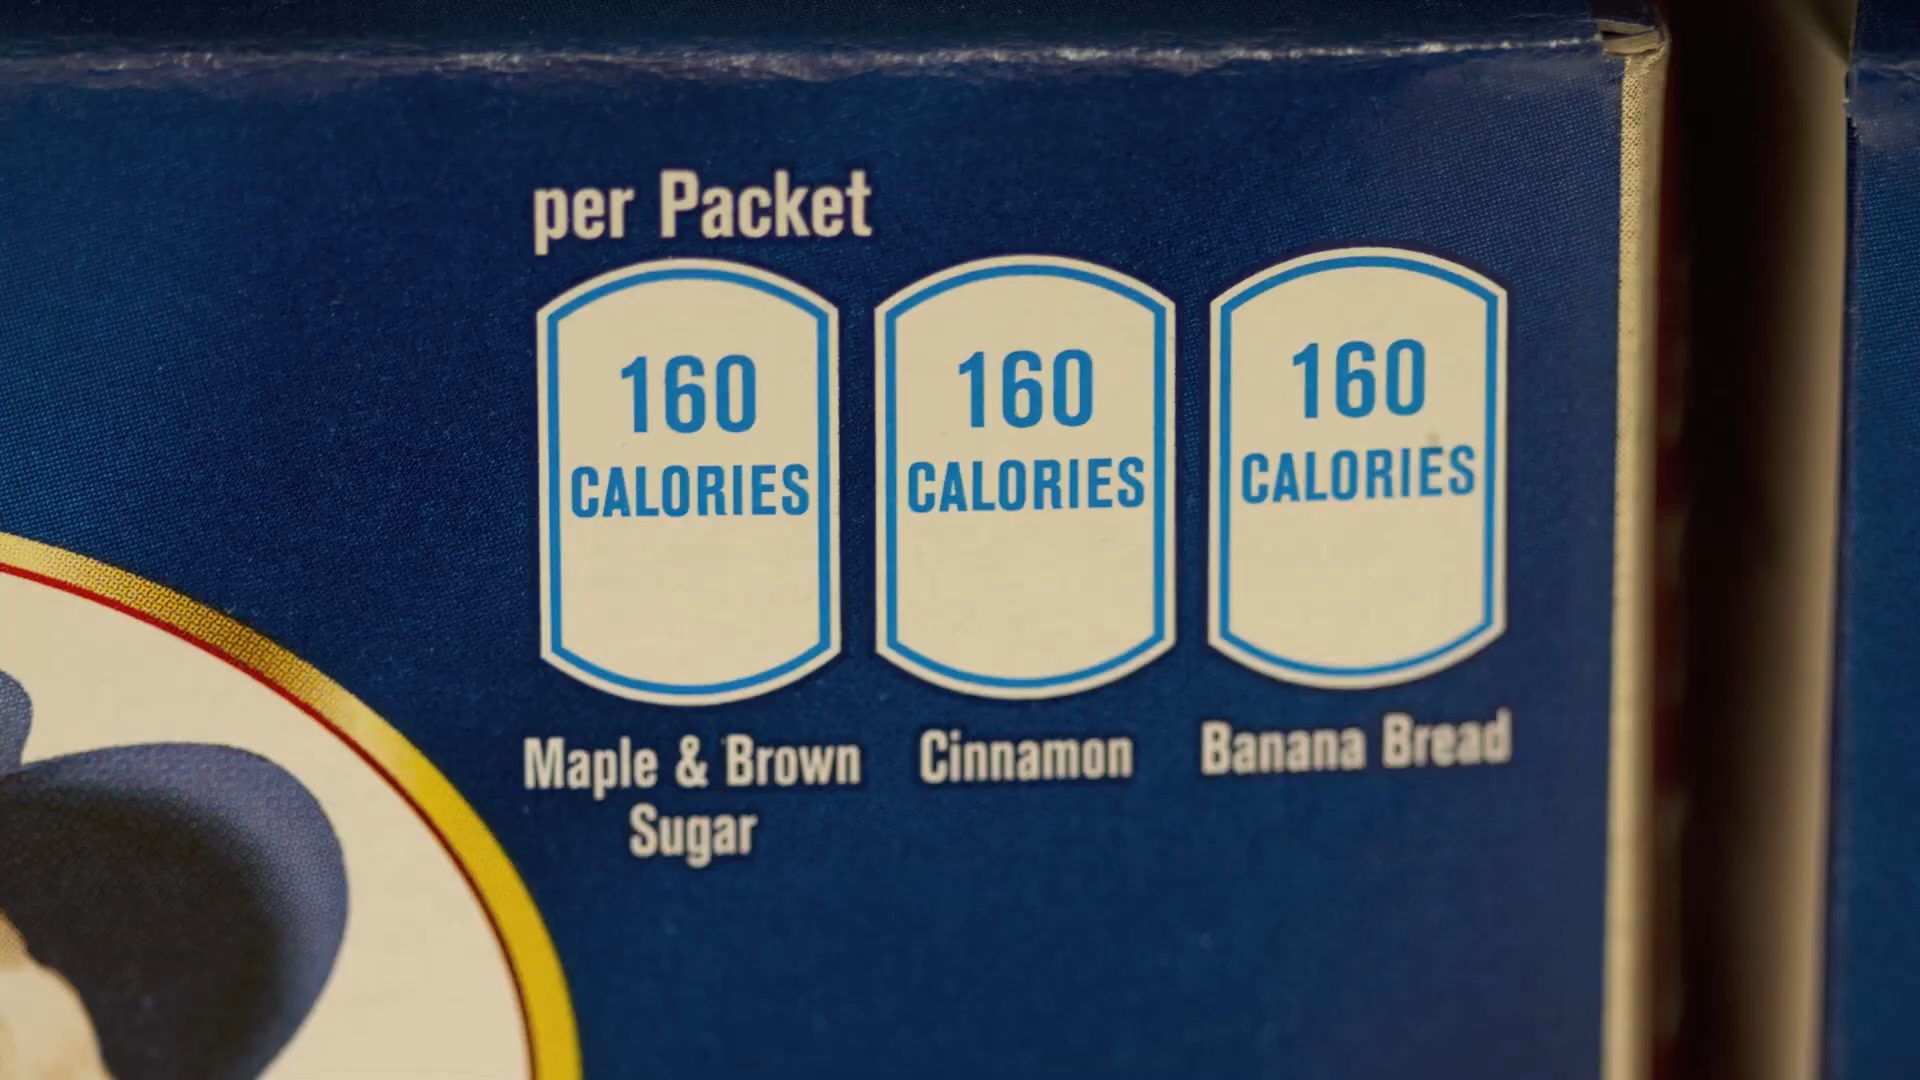 per Packet
160 160 160
CALORIES CALORIES CALORIES
Maple & Brown Cinnamon Banana Bread
Sugar